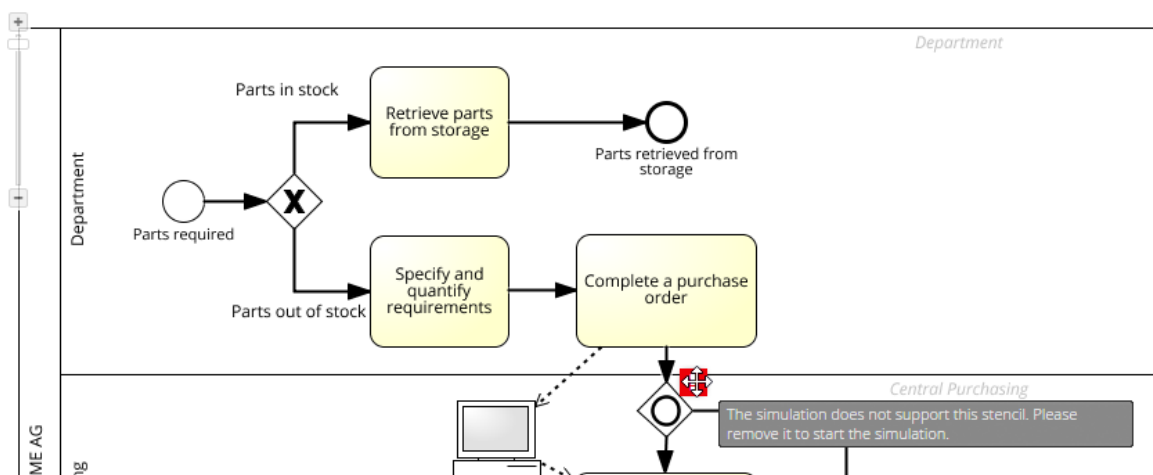 Department
Parts in stock
Retrieve parts
from storage
Parts retrieved from
storage
Department
Parts required
X
Specify and
quantify
requirements
Complete a purchase
order
Parts out of stock
Central Purchasing
The simulation does not support this stencil. Please
remove it to start the simulation.
ME AG
ng